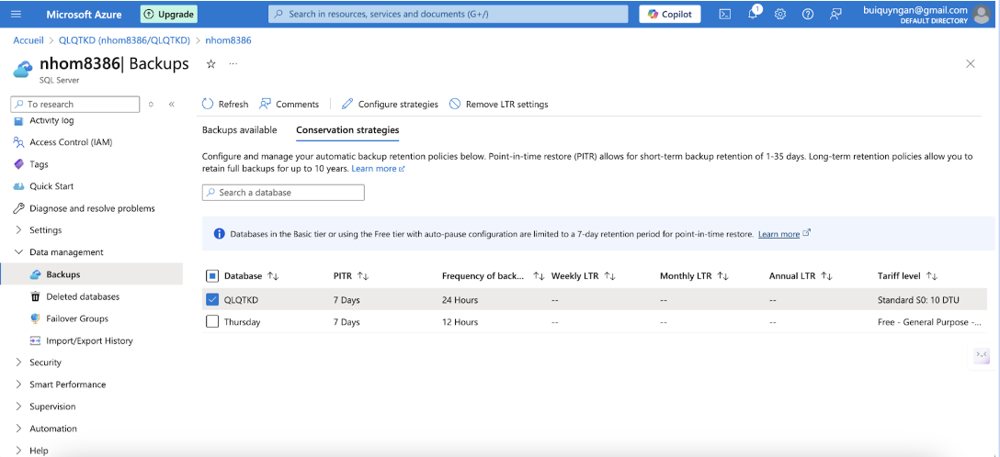 Microsoft Azure
Upgrade
Search in resources, services and documents (G+/)
Copilot
1
buiquyngan@gmail.com
DEFAULT DIRECTORY
Accueil > QLQTKD (nhom8386/QLQTKD) > nhom8386
nhom8386| Backups
SQL Server
To research
Refresh
Comments
Configure strategies
Remove LTR settings
Activity log
Access Control (IAM)
Tags
Quick Start
Diagnose and resolve problems
Settings
Data management
Backups
Deleted databases
Failover Groups
Import/Export History
Security
Smart Performance
Supervision
Automation
Help
Backups available
Conservation strategies
Configure and manage your automatic backup retention policies below. Point-in-time restore (PITR) allows for short-term backup retention of 1-35 days. Long-term retention policies allow you to
retain full backups for up to 10 years. Learn more
Search a database
Databases in the Basic tier or using the Free tier with auto-pause configuration are limited to a 7-day retention period for point-in-time restore. Learn more
Database ↑↓ PITR ↑↓ Frequency of back... ↑↓ Weekly LTR ↑↓ Monthly LTR ↑↓ Annual LTR ↑↓ Tariff level ↑↓
QLQTKD 7 Days 24 Hours -- -- -- Standard S0: 10 DTU
Thursday 7 Days 12 Hours -- -- -- Free - General Purpose -...